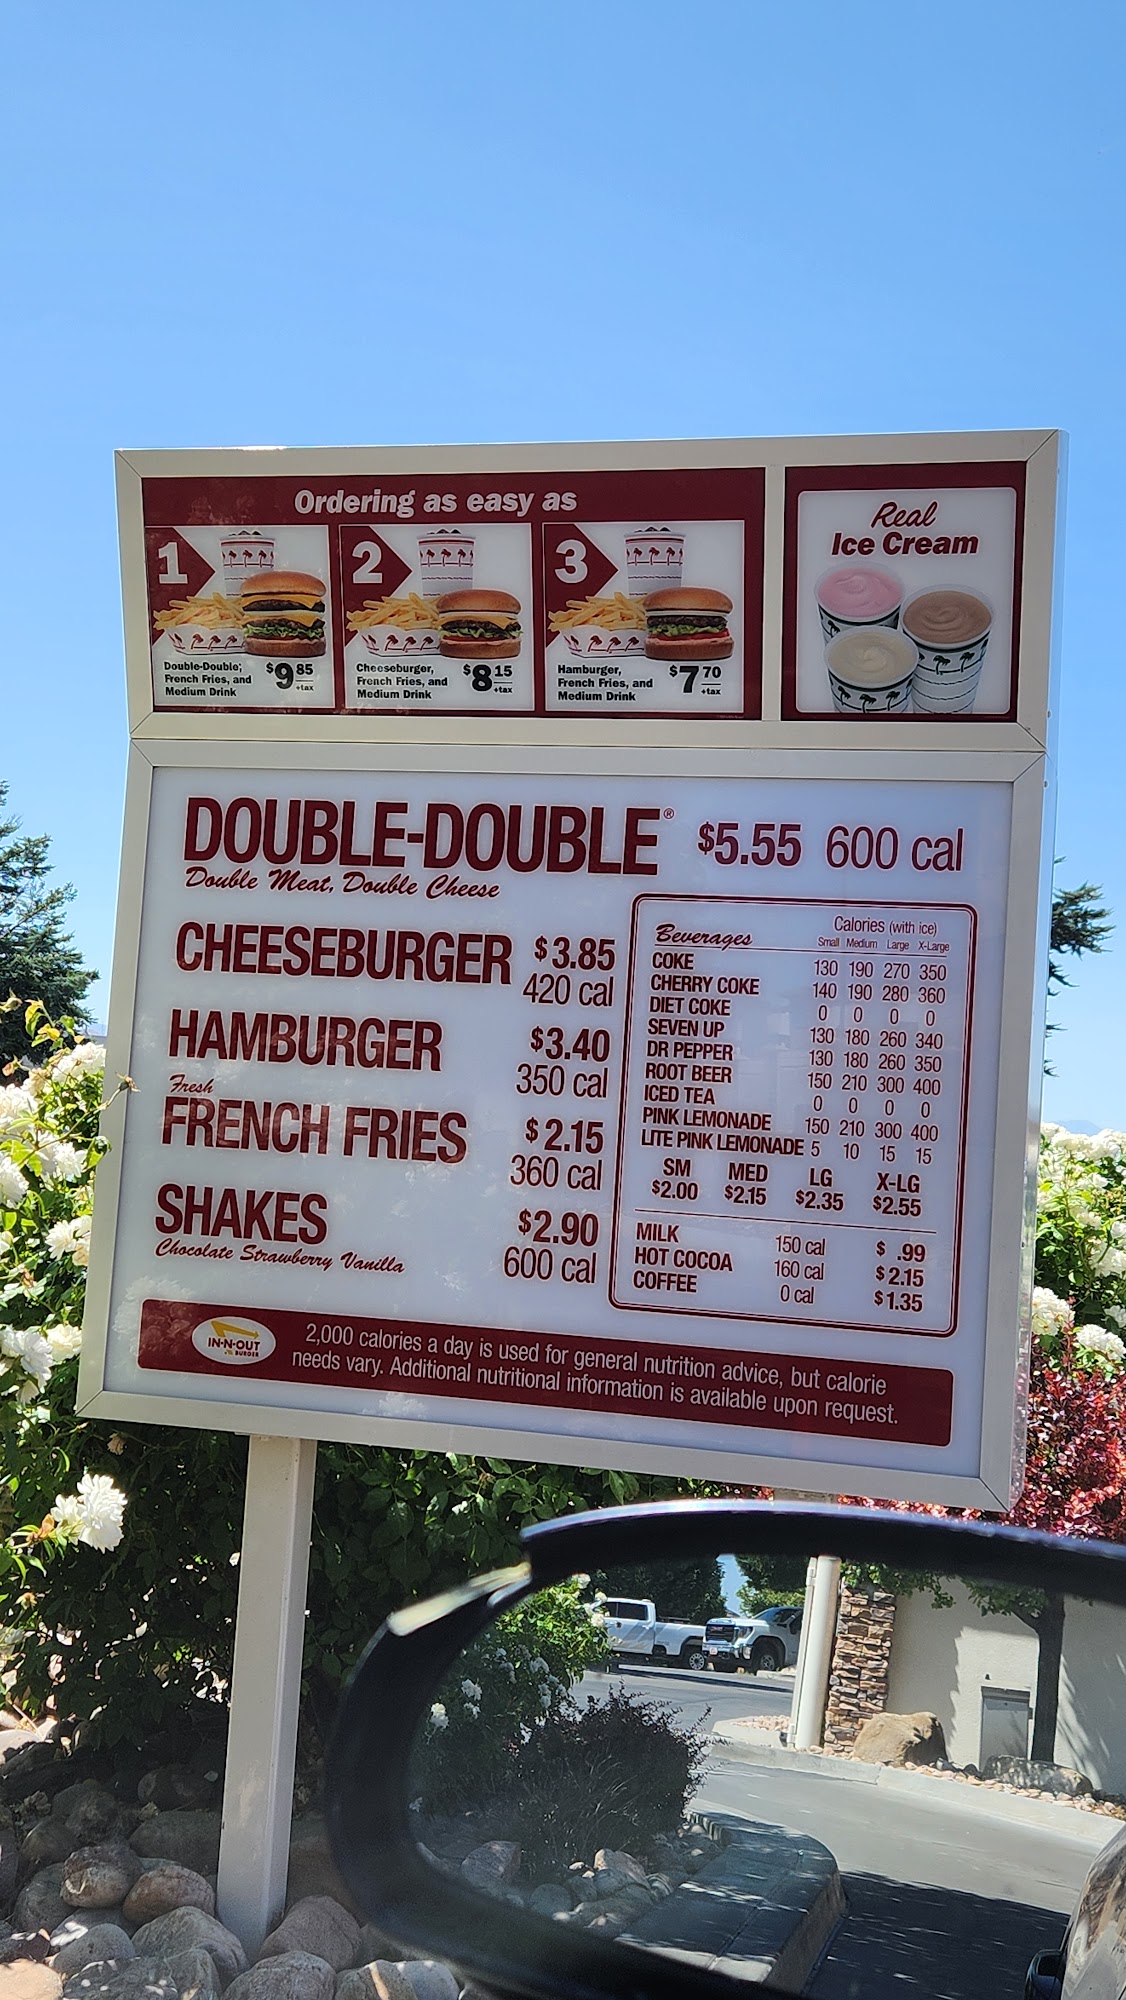 Ordering as easy as
1
Double-Double,
French Fries, and
Medium Drink
$9 85
+tax
2
Cheeseburger,
French Fries, and
Medium Drink
$8 15
+tax
3
Hamburger,
French Fries, and
Medium Drink
$7 70
+tax
Real
Ice Cream
DOUBLE-DOUBLE® $5.55 600 cal
Double Meat, Double Cheese
CHEESEBURGER $3.85
420 cal
HAMBURGER $3.40
350 cal
Fresh
FRENCH FRIES $2.15
360 cal
SHAKES $2.90
Chocolate Strawberry Vanilla 600 cal
Beverages Calories (with ice)
Small Medium Large X-Large
COKE 130 190 270 350
CHERRY COKE 140 190 280 360
DIET COKE 0 0 0 0
SEVEN UP 130 180 260 340
DR PEPPER 130 180 260 350
ROOT BEER 150 210 300 400
ICED TEA 0 0 0 0
PINK LEMONADE 150 210 300 400
LITE PINK LEMONADE 5 10 15 15
SM MED LG X-LG
$2.00 $2.15 $2.35 $2.55
MILK 150 cal $ .99
HOT COCOA 160 cal $2.15
COFFEE 0 cal $1.35
IN-N-OUT
BURGER
2,000 calories a day is used for general nutrition advice, but calorie
needs vary. Additional nutritional information is available upon request.